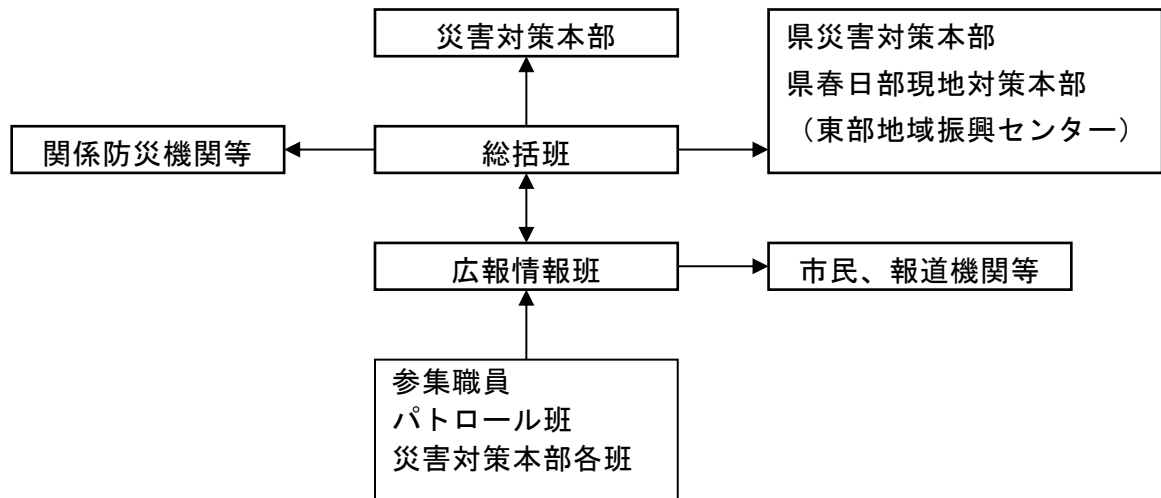 災害対策本部
県災害対策本部
県春日部現地対策本部
（東部地域振興センター）
関係防災機関等
総括班
広報情報班
市民、報道機関等
参集職員
パトロール班
災害対策本部各班